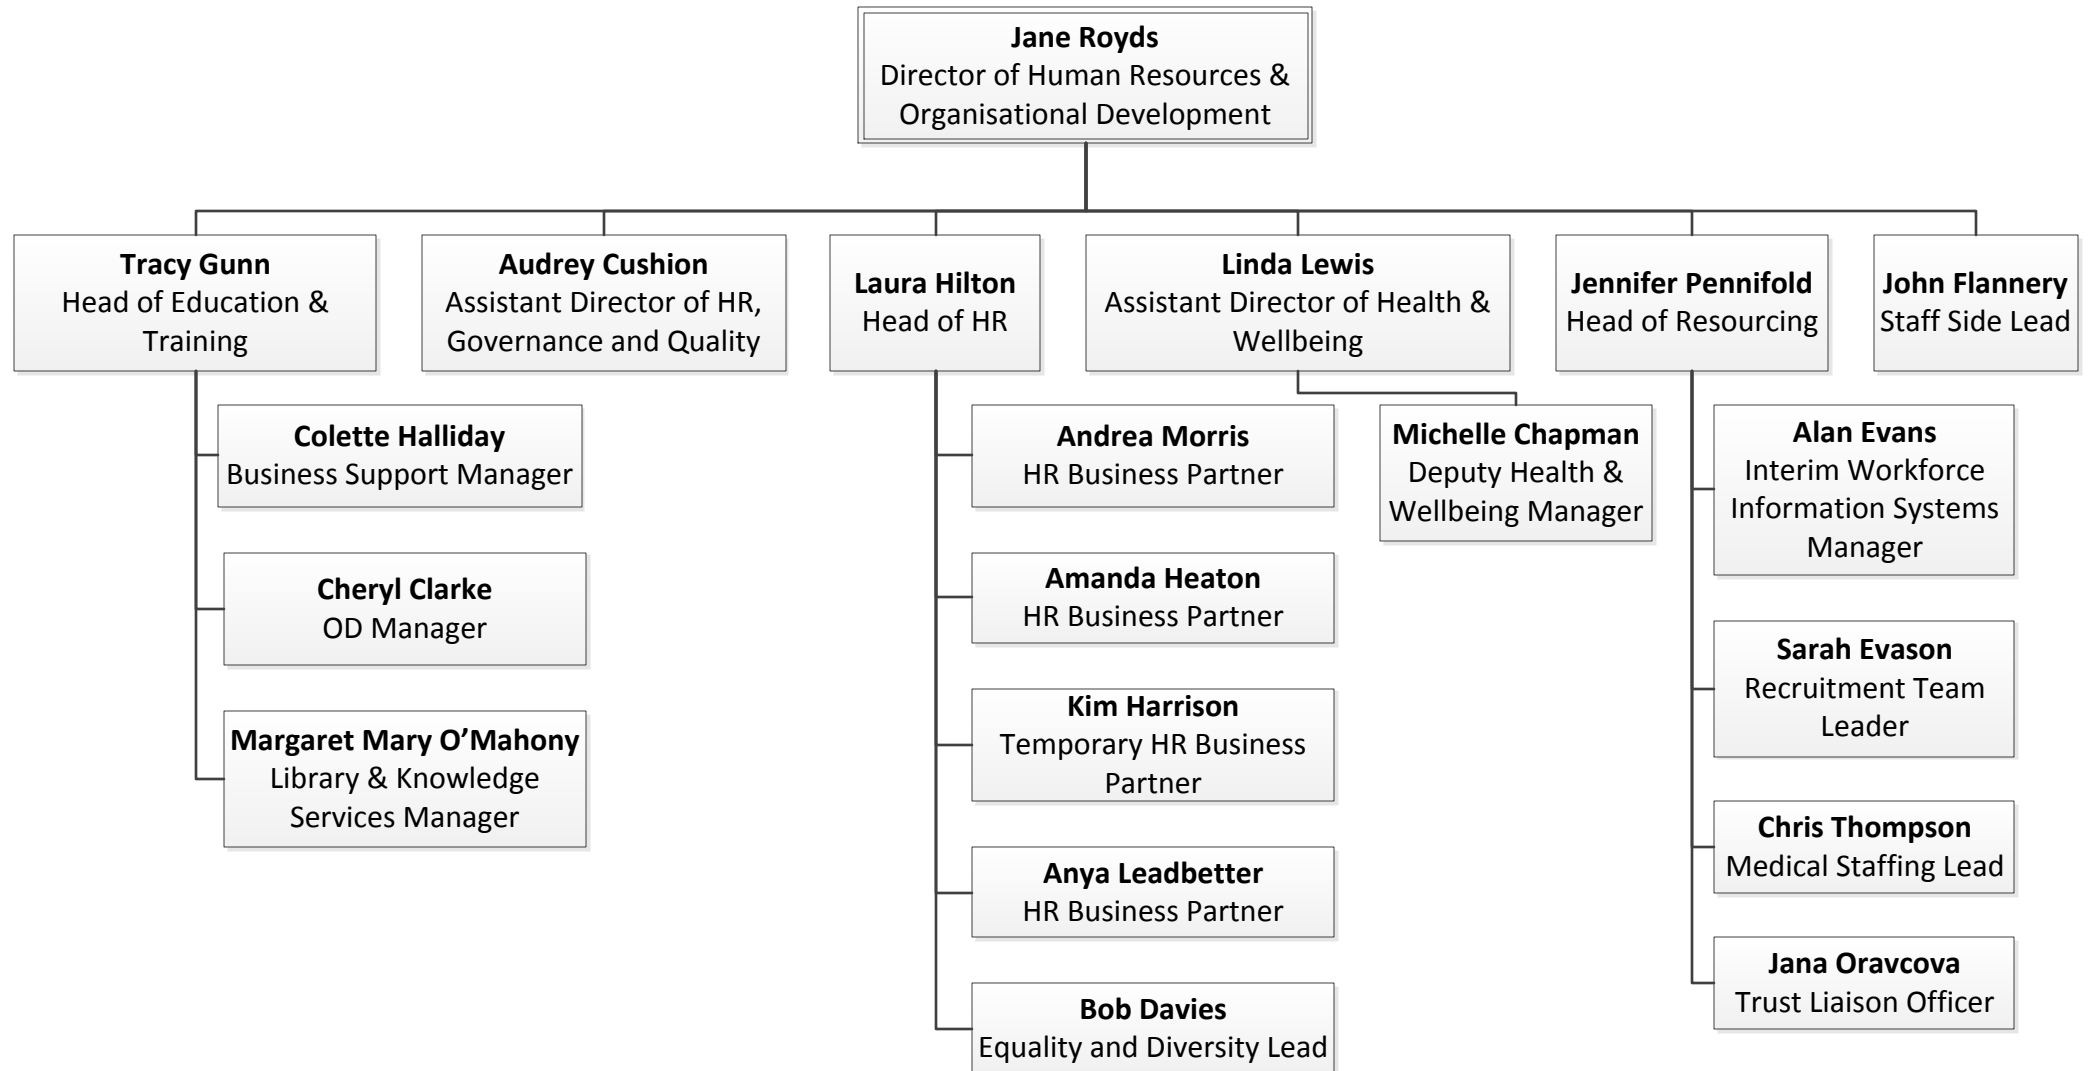 Jane Royds
Director of Human Resources &
Organisational Development
Tracy Gunn
Head of Education &
Training
Audrey Cushion
Assistant Director of HR,
Governance and Quality
Laura Hilton
Head of HR
Linda Lewis
Assistant Director of Health &
Wellbeing
Jennifer Pennifold
Head of Resourcing
John Flannery
Staff Side Lead
Colette Halliday
Business Support Manager
Cheryl Clarke
OD Manager
Margaret Mary O’Mahony
Library & Knowledge
Services Manager
Andrea Morris
HR Business Partner
Amanda Heaton
HR Business Partner
Kim Harrison
Temporary HR Business
Partner
Anya Leadbetter
HR Business Partner
Bob Davies
Equality and Diversity Lead
Michelle Chapman
Deputy Health &
Wellbeing Manager
Alan Evans
Interim Workforce
Information Systems
Manager
Sarah Evason
Recruitment Team
Leader
Chris Thompson
Medical Staffing Lead
Jana Oravcova
Trust Liaison Officer